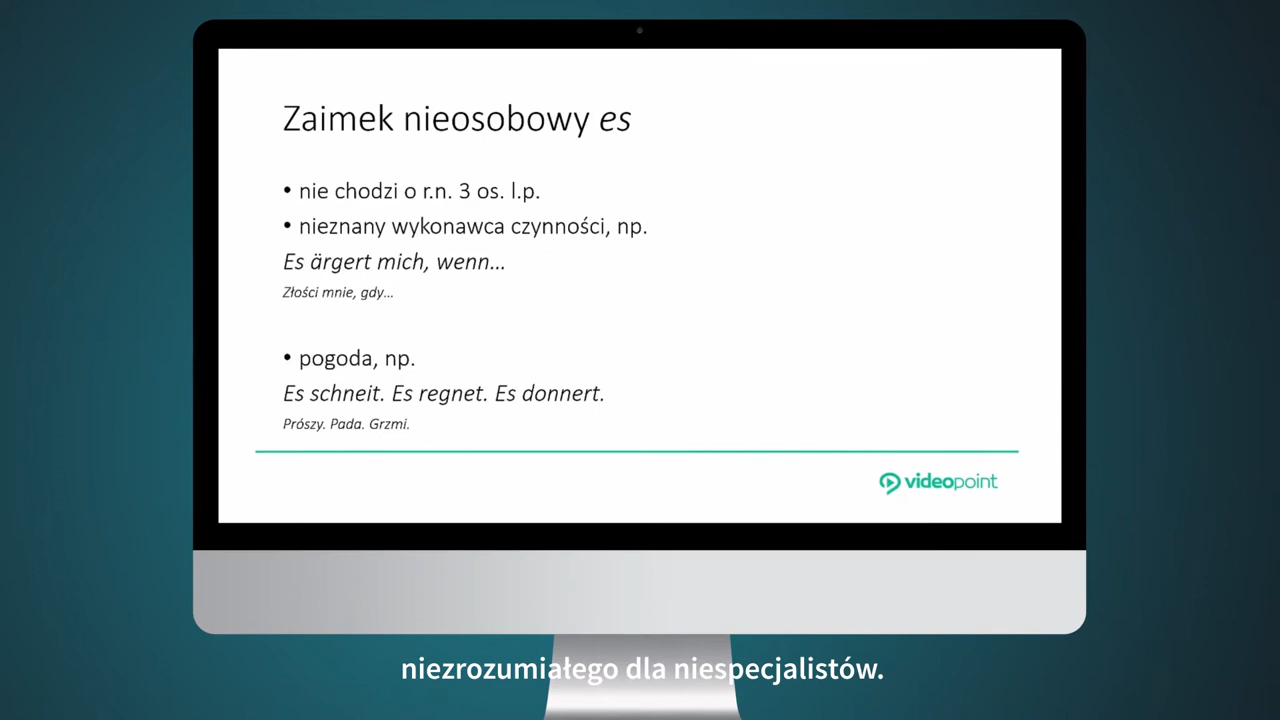 Zaimek nieosobowy es
• nie chodzi o r.n. 3 os. l.p.
• nieznany wykonawca czynności, np.
Es ärgert mich, wenn...
Złości mnie, gdy...
• pogoda, np.
Es schneit. Es regnet. Es donnert.
Prószy. Pada. Grzmi.
videopoint
niezrozumiałego dla niespecjalistów.